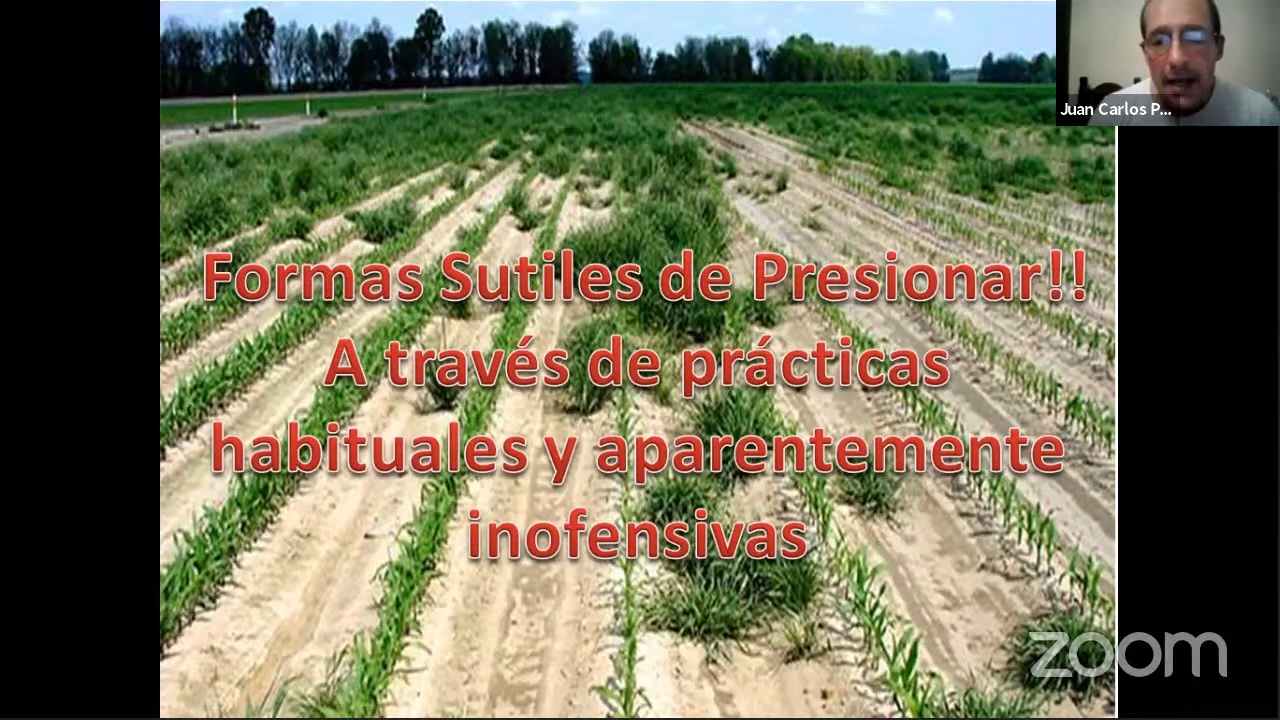 Juan Carlos P...
Formas Sutiles de Presionar!!
A través de prácticas
habituales y aparentemente
inofensivas
zoom